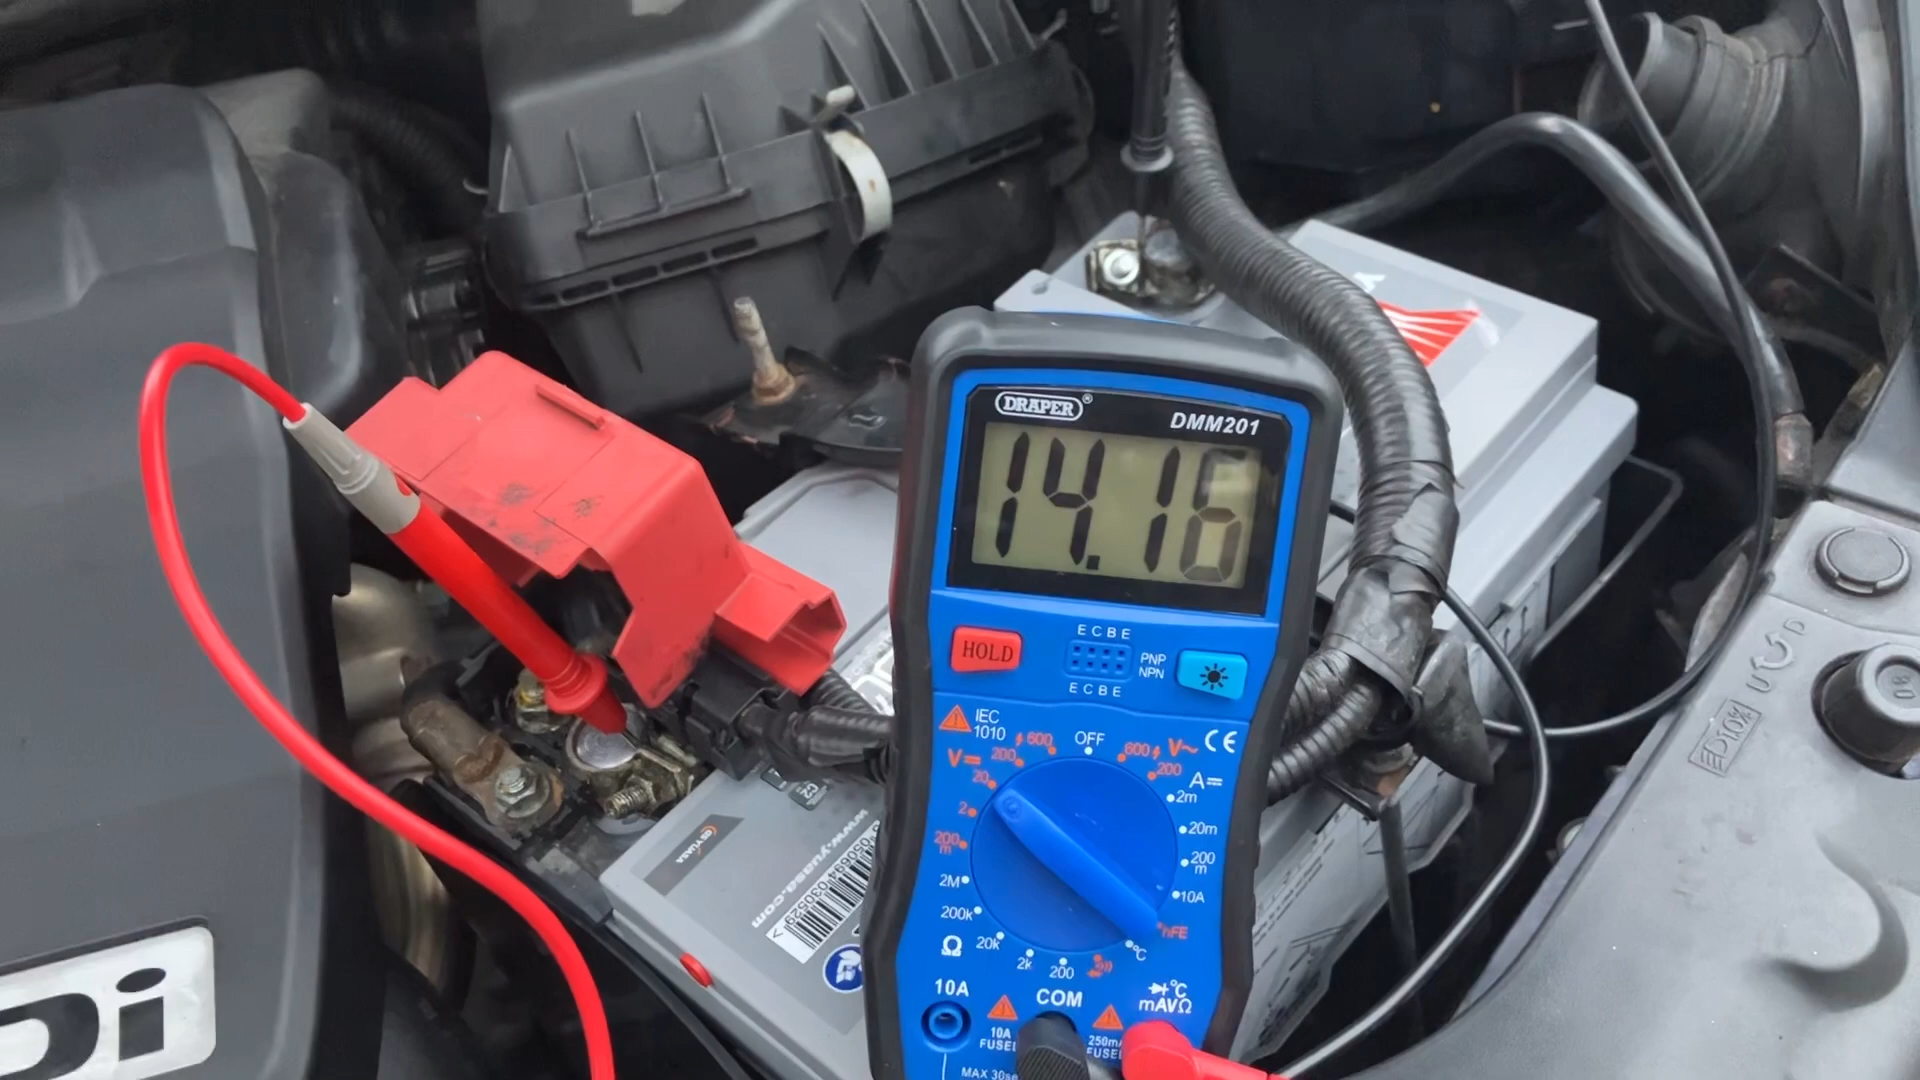 DRAPER®
DMM201
14.16
HOLD
E C B E
PNP
NPN
E C B E
IEC
1010
600
OFF
600
V~
CE
V⎓
200
200
A⎓
20
2m
2
20m
200
m
200
m
2M
10A
200k
hFE
Ω
20k
2k
200
°C
10A
COM
°C
mAVΩ
10A
FUSE
250mA
FUSE
MAX 30se
Di
GS YUASA
www.yuasa.com